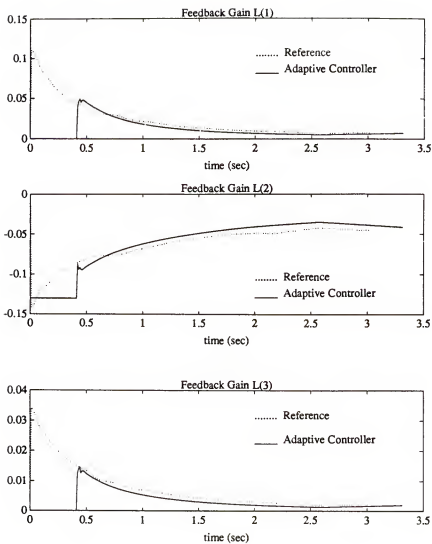 Feedback Gain L(1)
0.15
0.1
0.05
0
Reference
Adaptive Controller
0 0.5 1 1.5 2 2.5 3 3.5
time (sec)
Feedback Gain L(2)
0
-0.05
-0.1
-0.15
Reference
Adaptive Controller
0 0.5 1 1.5 2 2.5 3 3.5
time (sec)
Feedback Gain L(3)
0.04
0.03
0.02
0.01
0
Reference
Adaptive Controller
0 0.5 1 1.5 2 2.5 3 3.5
time (sec)